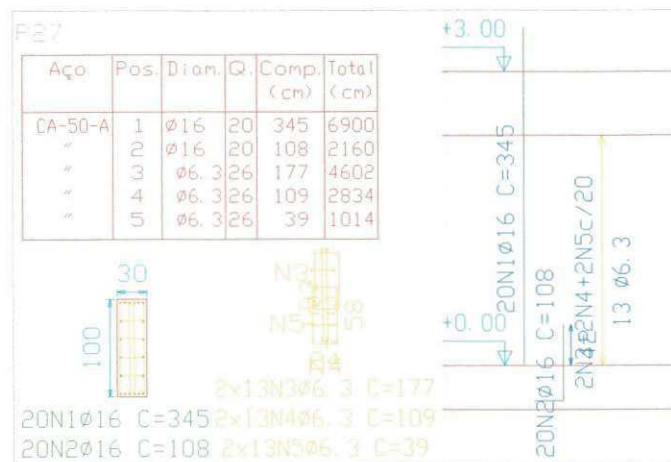 P27
Aço Pos. Diam. Q. Comp. (cm) Total (cm)
CA-50-A 1 ø16 20 345 6900
" 2 ø16 20 108 2160
" 3 ø6.3 26 177 4602
" 4 ø6.3 26 109 2834
" 5 ø6.3 26 39 1014
30
100
20N1ø16 C=345
20N2ø16 C=108
N3
N5
N4
58
2x13N3ø6.3 C=177
2x13N4ø6.3 C=109
2x13N5ø6.3 C=39
+3.00
+0.00
20N1ø16 C=345
20N2ø16 C=108
2N3+2N4+2N5c/20
13 ø6.3